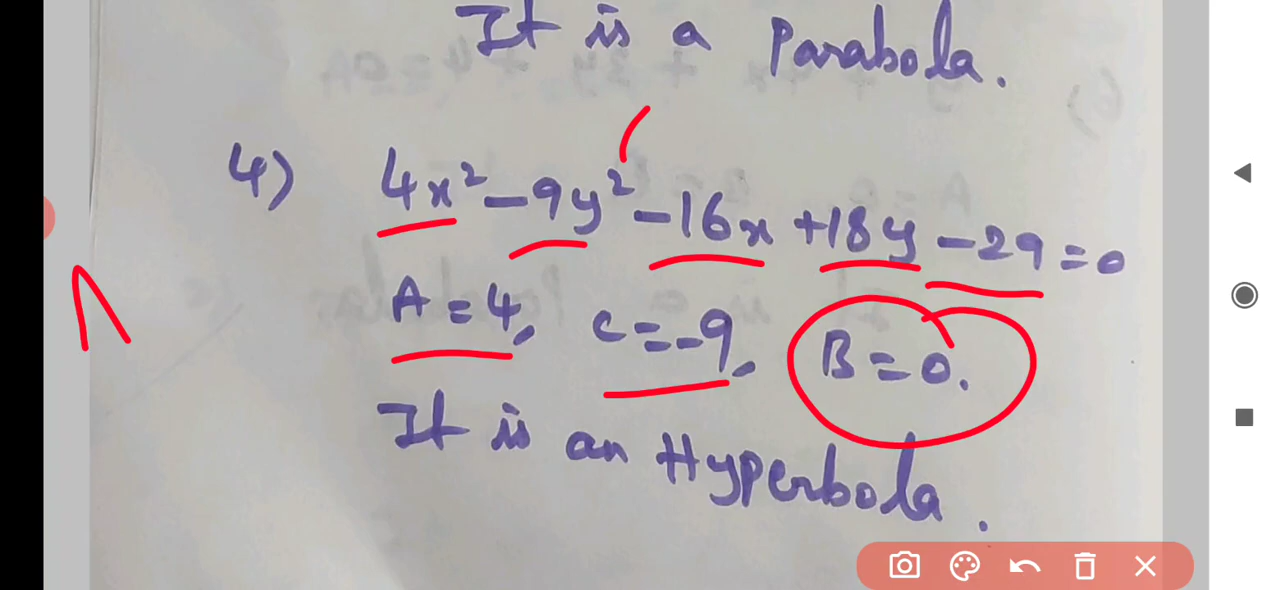 It is a Parabola.
4) 4x² -9y² -16x +18y -29=0
A=4, C=-9, B=0.
It is an Hyperbola.